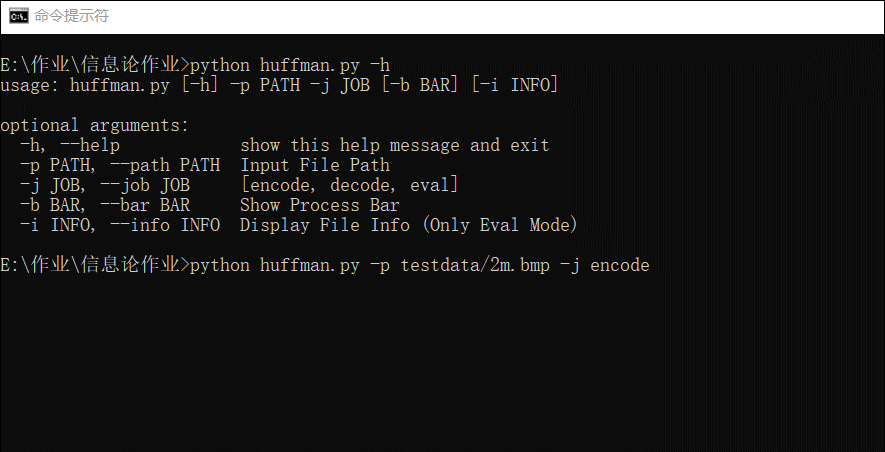 命令提示符
E:\作业\信息论作业>python huffman.py -h
usage: huffman.py [-h] -p PATH -j JOB [-b BAR] [-i INFO]
optional arguments:
-h, --help show this help message and exit
-p PATH, --path PATH Input File Path
-j JOB, --job JOB [encode, decode, eval]
-b BAR, --bar BAR Show Process Bar
-i INFO, --info INFO Display File Info (Only Eval Mode)
E:\作业\信息论作业>python huffman.py -p testdata/2m.bmp -j encode